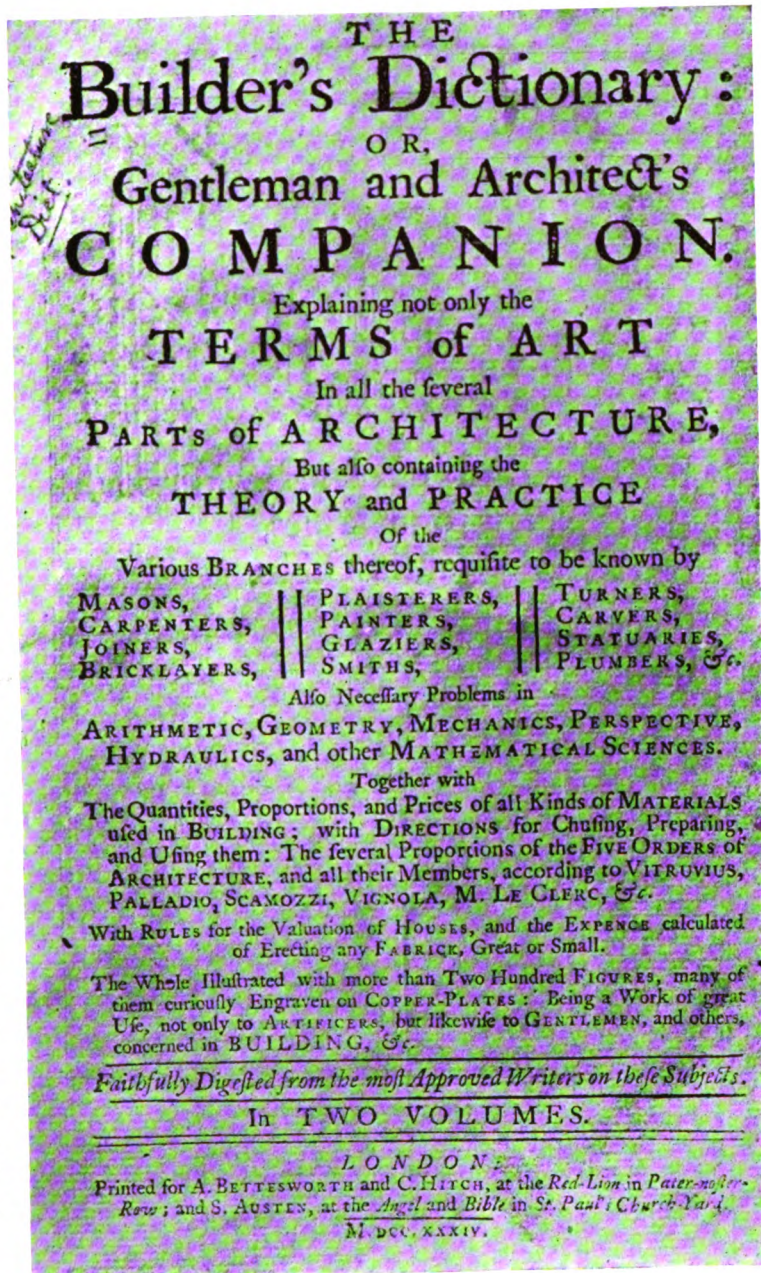 THE
Builder's Dictionary:
OR,
Gentleman and Architect's
COMPANION.
Explaining not only the
TERMS of ART
In all the ſeveral
PARTS of ARCHITECTURE,
But alſo containing the
THEORY and PRACTICE
Of the
Various BRANCHES thereof, requiſite to be known by
MASONS,
CARPENTERS,
JOINERS,
BRICKLAYERS,
PLAISTERERS,
PAINTERS,
GLAZIERS,
SMITHS,
TURNERS,
CARVERS,
STATUARIES,
PLUMBERS, &c.
Alſo Neceſſary Problems in
ARITHMETIC, GEOMETRY, MECHANICS, PERSPECTIVE,
HYDRAULICS, and other MATHEMATICAL SCIENCES.
Together with
The Quantities, Proportions, and Prices of all Kinds of MATERIALS
uſed in BUILDING; with DIRECTIONS for Chuſing, Preparing,
and Uſing them: The ſeveral Proportions of the FIVE ORDERS of
ARCHITECTURE, and all their Members, according to VITRUVIUS,
PALLADIO, SCAMOZZI, VIGNOLA, M. LE CLERC, &c.
With RULES for the Valuation of HOUSES, and the EXPENCE calculated
of Erecting any FABRICK, Great or Small.
The Whole Illuſtrated with more than Two Hundred FIGURES, many of
them curiouſly Engraven on COPPER-PLATES: Being a Work of great
Uſe, not only to ARTIFICERS, but likewiſe to GENTLEMEN, and others,
concerned in BUILDING, &c.
Faithfully Digeſted from the moſt Approved Writers on theſe Subjects.
In TWO VOLUMES.
LONDON:
Printed for A. BETTESWORTH and C. HITCH, at the Red-Lion in Pater-noſter-
Row; and S. AUSTEN, at the Angel and Bible in St. Paul's Church-Yard.
M.DCC.XXXIV.
Dict.